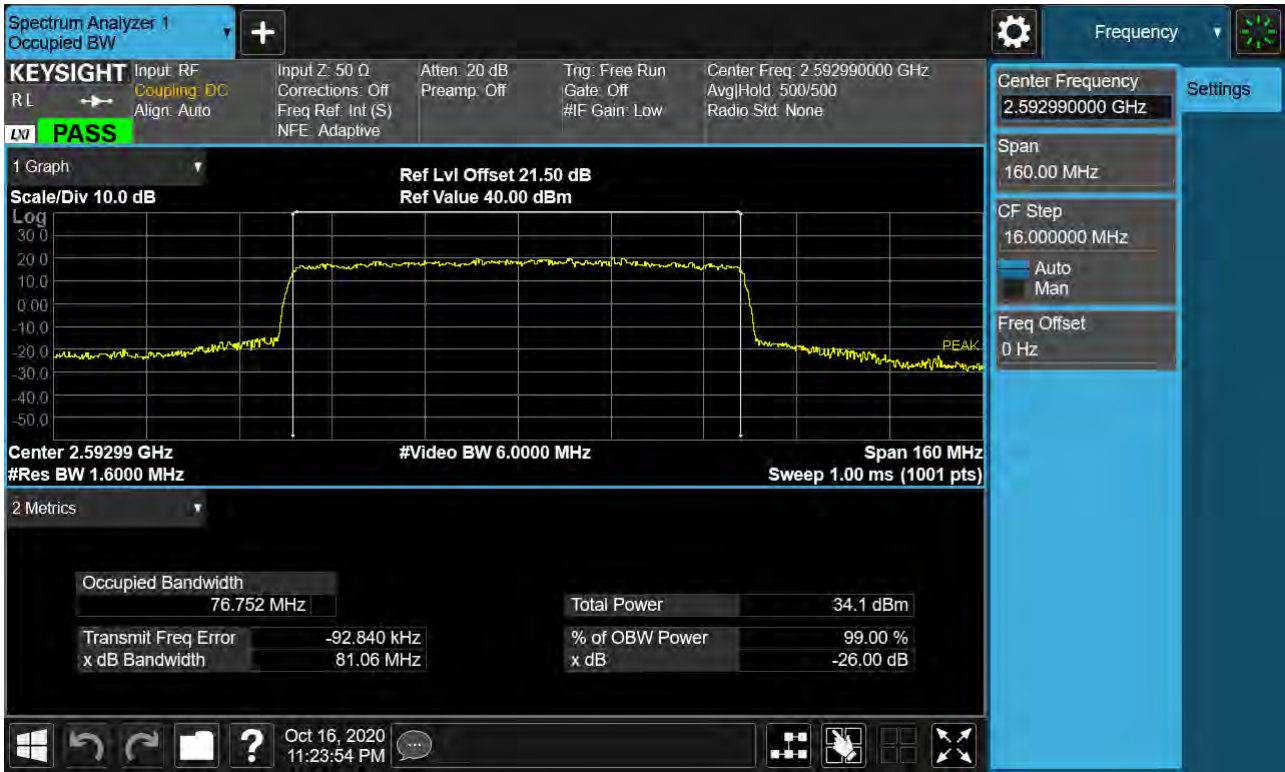 Spectrum Analyzer 1
Occupied BW
+
Frequency
KEYSIGHT
RL
LXI PASS
Input: RF
Coupling: DC
Align: Auto
Input Z: 50 Ω
Corrections: Off
Freq Ref: Int (S)
NFE: Adaptive
Atten: 20 dB
Preamp: Off
Trig: Free Run
Gate: Off
#IF Gain: Low
Center Freq: 2.592990000 GHz
Avg|Hold: 500/500
Radio Std: None
Center Frequency
2.592990000 GHz
Settings
Span
160.00 MHz
CF Step
16.000000 MHz
Auto
Man
Freq Offset
0 Hz
1 Graph
Scale/Div 10.0 dB
Ref Lvl Offset 21.50 dB
Ref Value 40.00 dBm
Log
30.0
20.0
10.0
0.00
-10.0
-20.0
-30.0
-40.0
-50.0
PEAK
Center 2.59299 GHz
#Res BW 1.6000 MHz
#Video BW 6.0000 MHz
Span 160 MHz
Sweep 1.00 ms (1001 pts)
2 Metrics
Occupied Bandwidth
76.752 MHz
Total Power 34.1 dBm
Transmit Freq Error -92.840 kHz
% of OBW Power 99.00 %
x dB Bandwidth 81.06 MHz
x dB -26.00 dB
?
Oct 16, 2020
11:23:54 PM